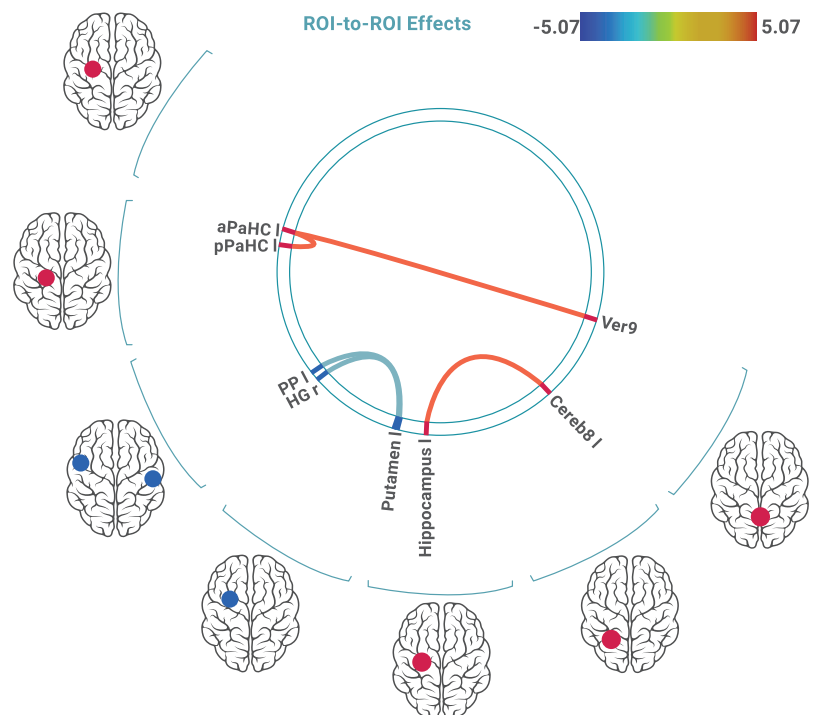 ROI-to-ROI Effects
-5.07
5.07
aPaHC l
pPaHC l
Ver9
PP l
HG r
Putamen l
Hippocampus l
Cereb8 l